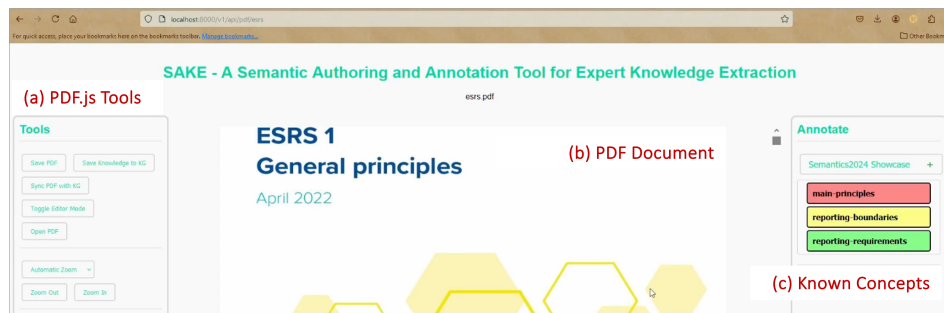 localhost:8000/v1/api/pdf/esrs
For quick access, place your bookmarks here on the bookmarks toolbar. Manage bookmarks...
Other Bookm
SAKE - A Semantic Authoring and Annotation Tool for Expert Knowledge Extraction
esrs.pdf
(a) PDF.js Tools
Tools
Save PDF
Save Knowledge to KG
Sync PDF with KG
Toggle Editor Mode
Open PDF
Automatic Zoom
Zoom Out
Zoom In
ESRS 1
General principles
April 2022
(b) PDF Document
Annotate
Semantics2024 Showcase +
main-principles
reporting-boundaries
reporting-requirements
(c) Known Concepts